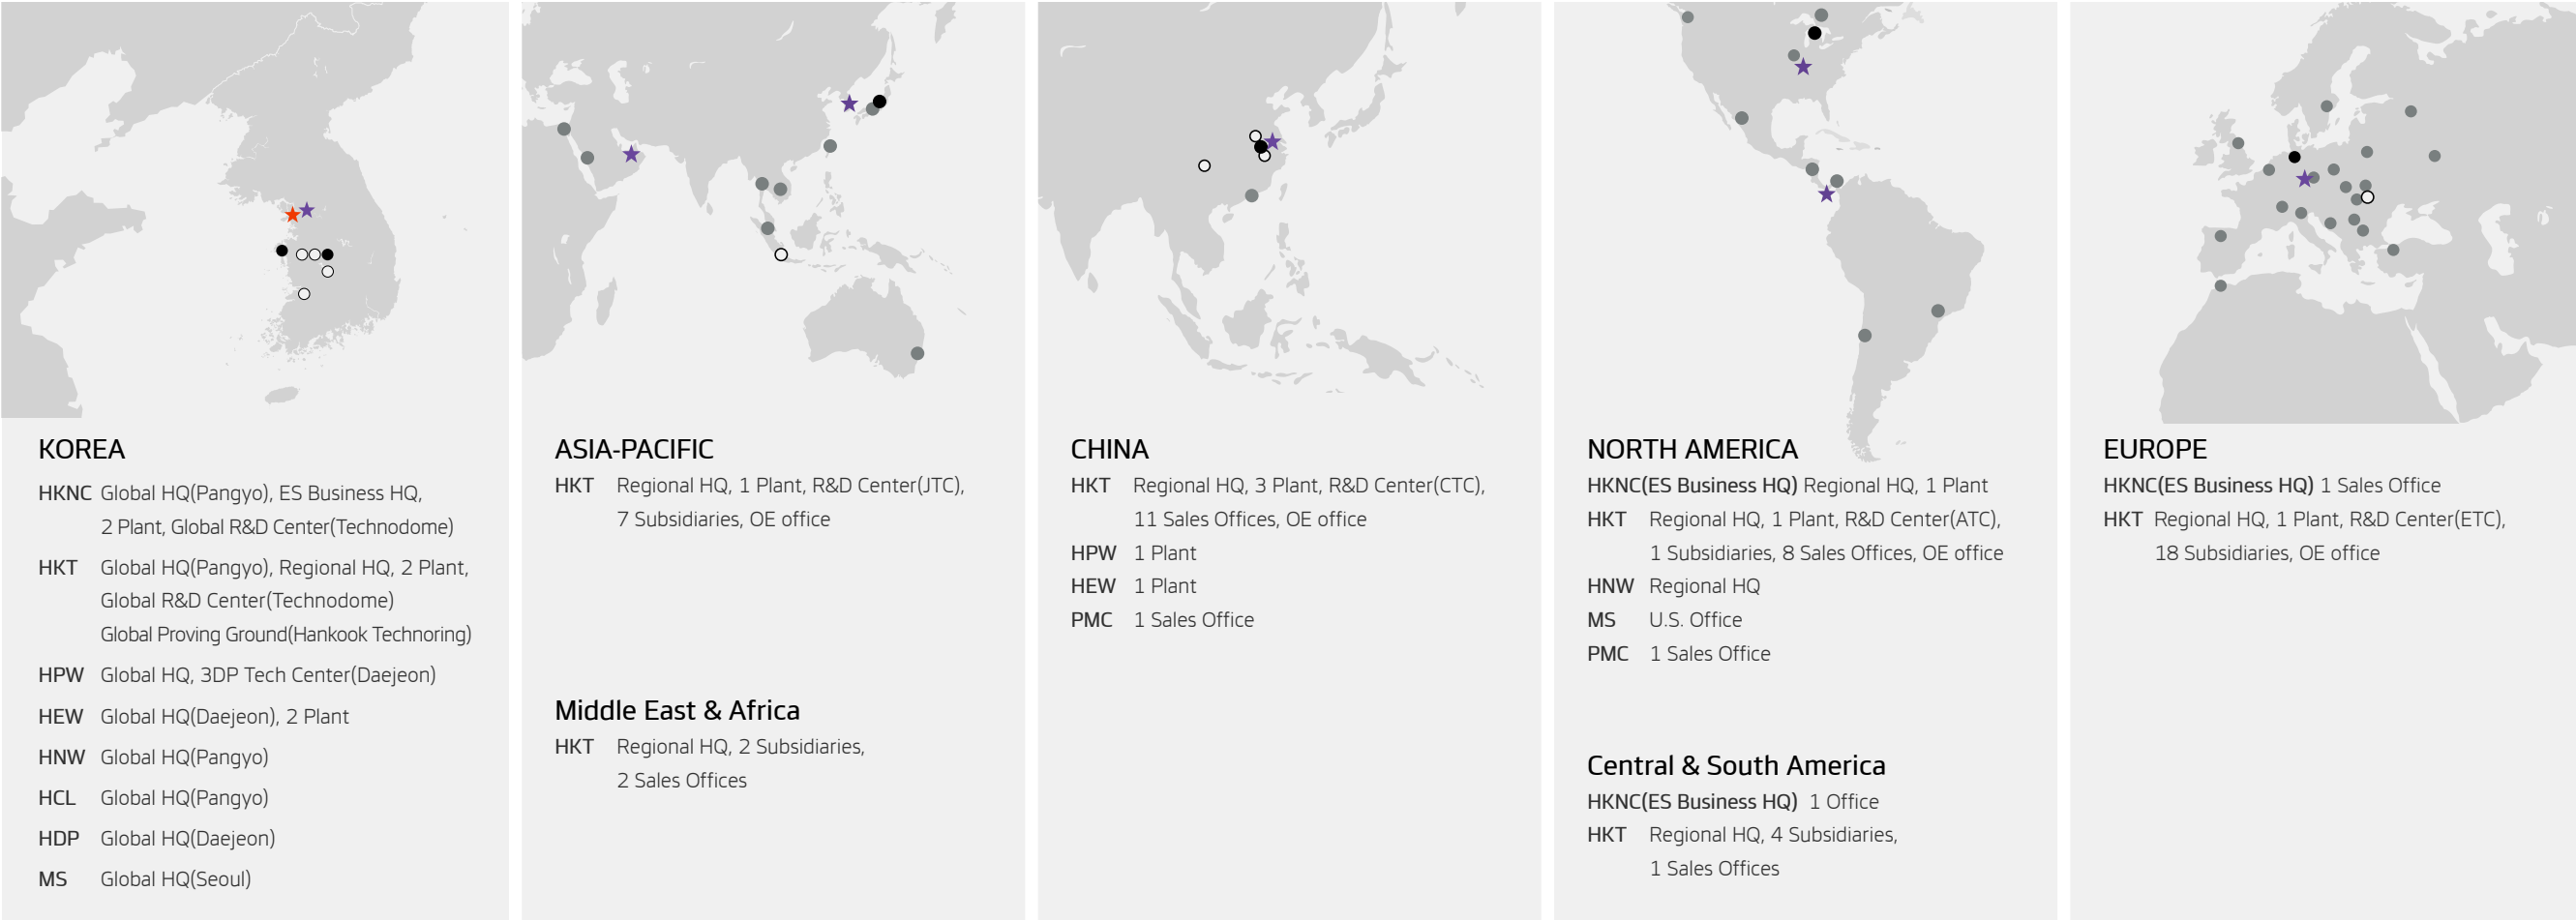 KOREA
HKNC Global HQ(Pangyo), ES Business HQ,
2 Plant, Global R&D Center(Technodome)
HKT Global HQ(Pangyo), Regional HQ, 2 Plant,
Global R&D Center(Technodome)
Global Proving Ground(Hankook Technoring)
HPW Global HQ, 3DP Tech Center(Daejeon)
HEW Global HQ(Daejeon), 2 Plant
HNW Global HQ(Pangyo)
HCL Global HQ(Pangyo)
HDP Global HQ(Daejeon)
MS Global HQ(Seoul)
ASIA-PACIFIC
HKT Regional HQ, 1 Plant, R&D Center(JTC),
7 Subsidiaries, OE office
Middle East & Africa
HKT Regional HQ, 2 Subsidiaries,
2 Sales Offices
CHINA
HKT Regional HQ, 3 Plant, R&D Center(CTC),
11 Sales Offices, OE office
HPW 1 Plant
HEW 1 Plant
PMC 1 Sales Office
NORTH AMERICA
HKNC(ES Business HQ) Regional HQ, 1 Plant
HKT Regional HQ, 1 Plant, R&D Center(ATC),
1 Subsidiaries, 8 Sales Offices, OE office
HNW Regional HQ
MS U.S. Office
PMC 1 Sales Office
Central & South America
HKNC(ES Business HQ) 1 Office
HKT Regional HQ, 4 Subsidiaries,
1 Sales Offices
EUROPE
HKNC(ES Business HQ) 1 Sales Office
HKT Regional HQ, 1 Plant, R&D Center(ETC),
18 Subsidiaries, OE office